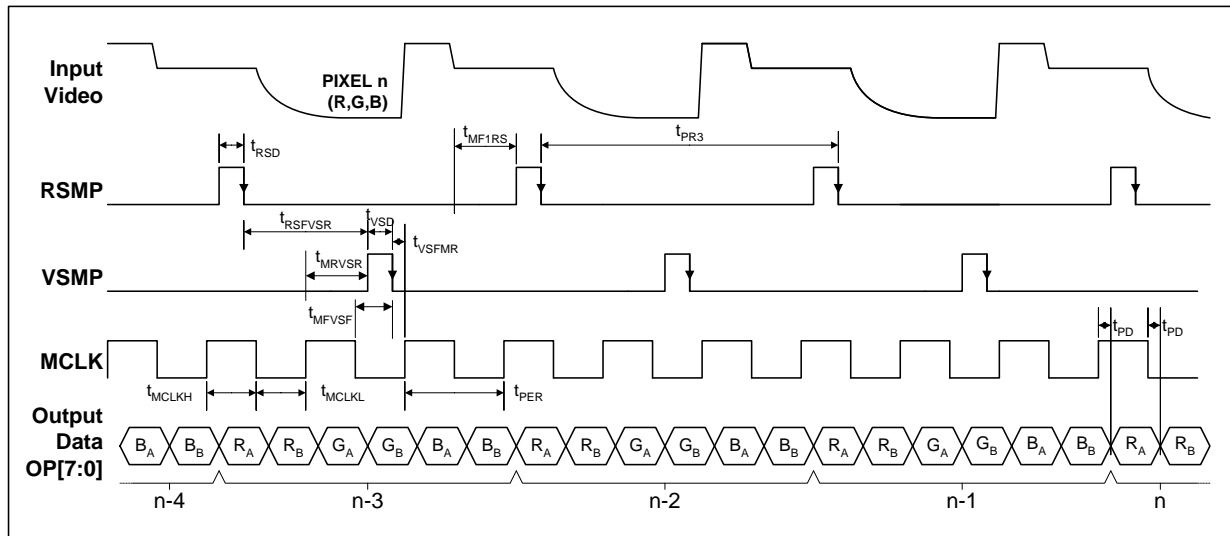 Input
Video
PIXEL n
(R,G,B)
tRSD
tMF1RS
tPR3
RSMP
tRSFVSR
tVSD
tVSFMR
tMRVSR
VSMP
tMFVSF
tPD
tPD
MCLK
tMCLKH
tMCLKL
tPER
Output
Data
OP[7:0]
BA BB RA RB GA GB BA BB RA RB GA GB BA BB RA RB GA GB BA BB RA RB
n-4 n-3 n-2 n-1 n